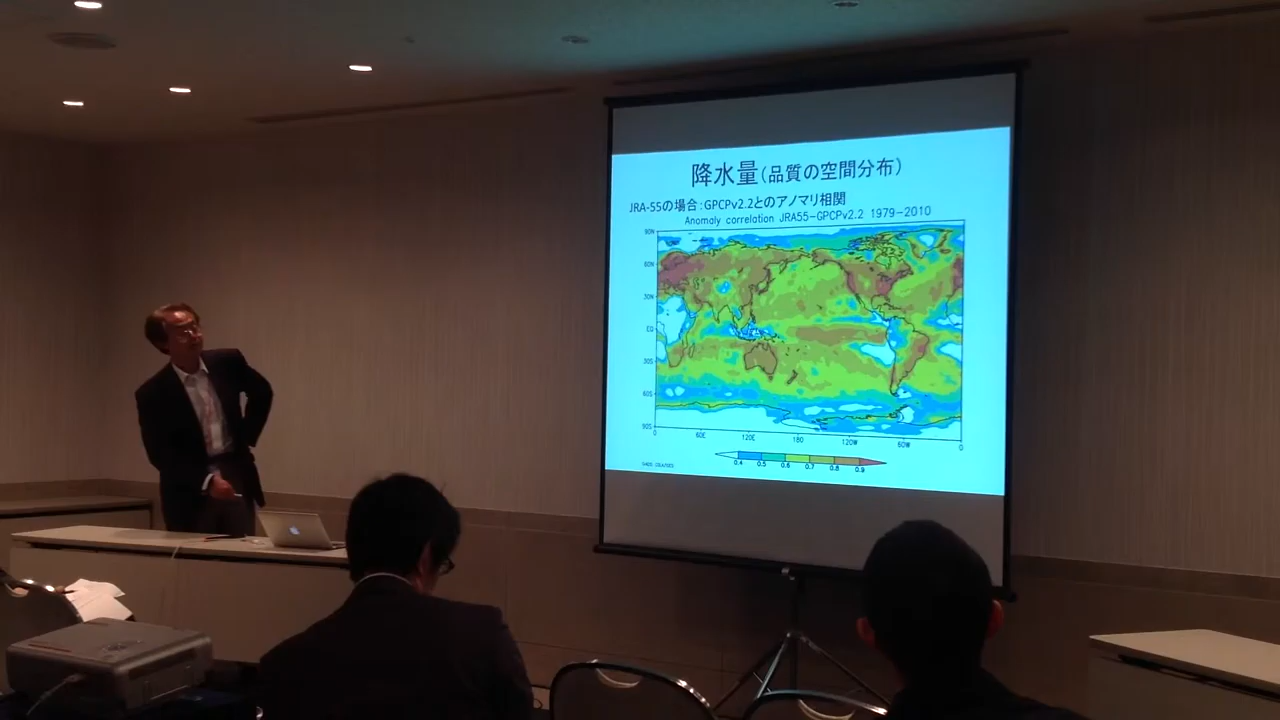 降水量(品質の空間分布)
JRA-55の場合:GPCPv2.2とのアノマリ相関
Anomaly correlation JRA55-GPCPv2.2 1979-2010
90N
60N
30N
EQ
30S
60S
90S
0 60E 120E 180 120W 60W 0
0.4 0.5 0.6 0.7 0.8 0.9